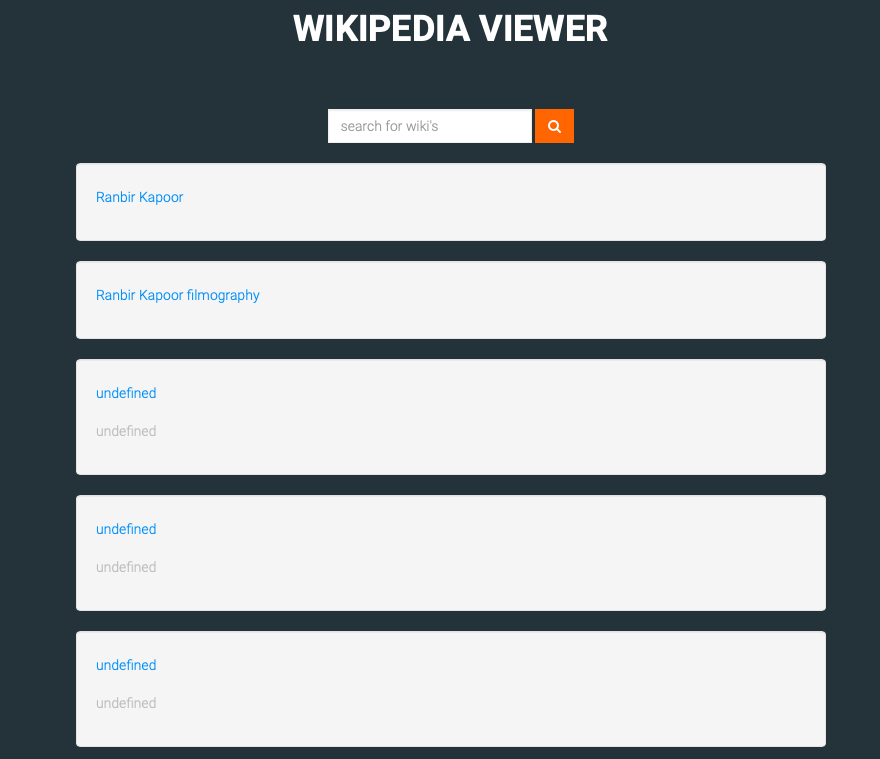 WIKIPEDIA VIEWER
search for wiki's
Ranbir Kapoor
Ranbir Kapoor filmography
undefined
undefined
undefined
undefined
undefined
undefined